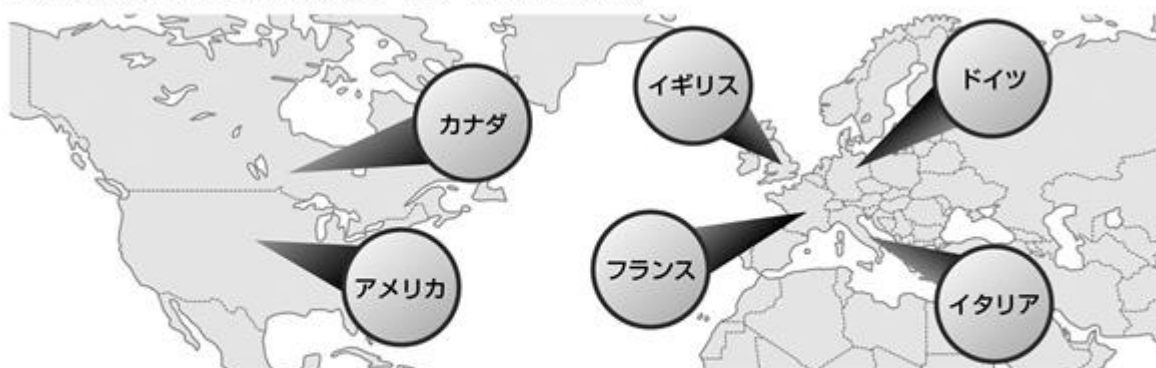 カナダ
アメリカ
イギリス
ドイツ
フランス
イタリア